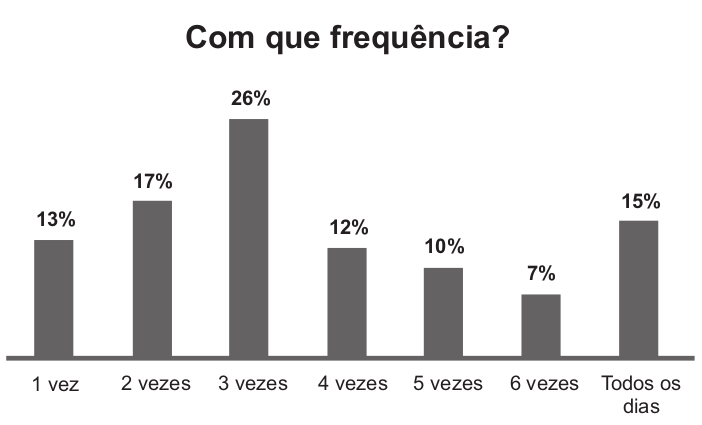 Com que frequência?
26%
17%
15%
13%
12%
10%
7%
1 vez
2 vezes
3 vezes
4 vezes
5 vezes
6 vezes
Todos os
dias